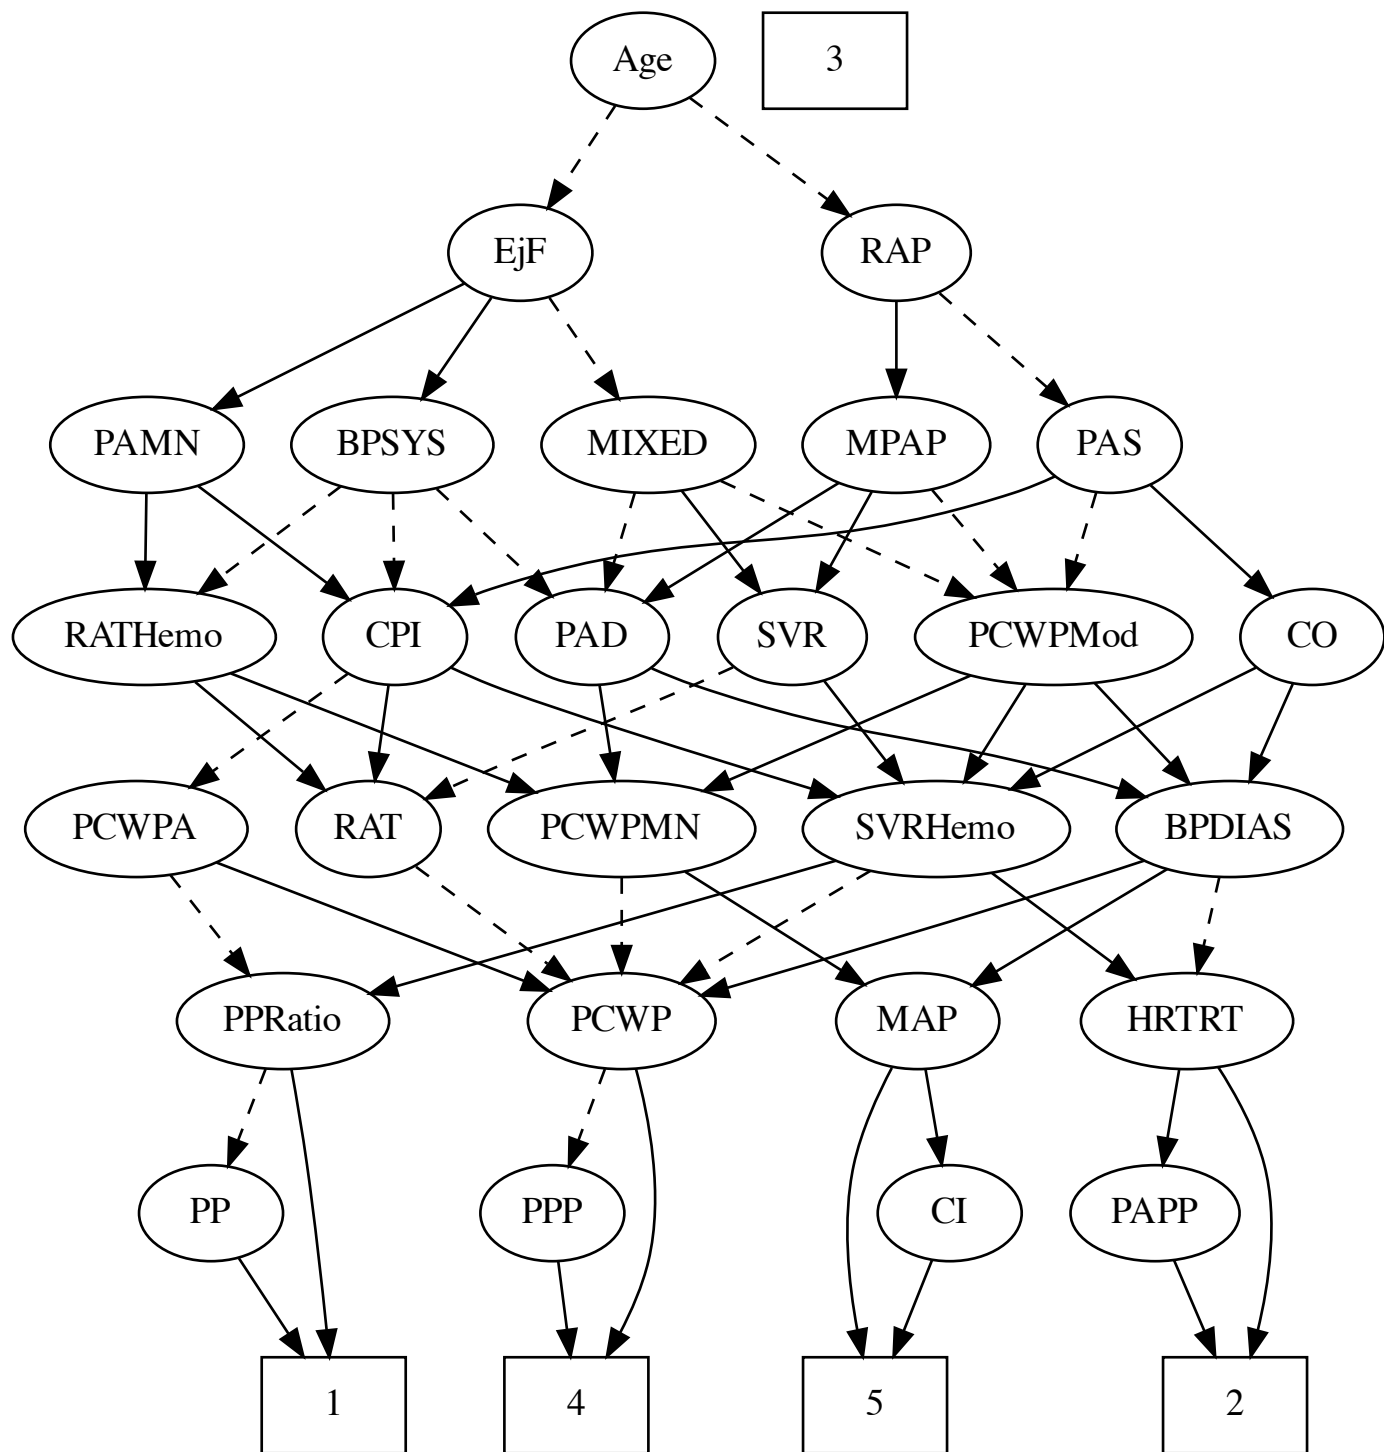 Age 3
EjF RAP
PAMN BPSYS MIXED MPAP PAS
RATHemo CPI PAD SVR PCWPMod CO
PCWPA RAT PCWPMN SVRHemo BPDIAS
PPRatio PCWP MAP HRTRT
PP PPP CI PAPP
1 4 5 2